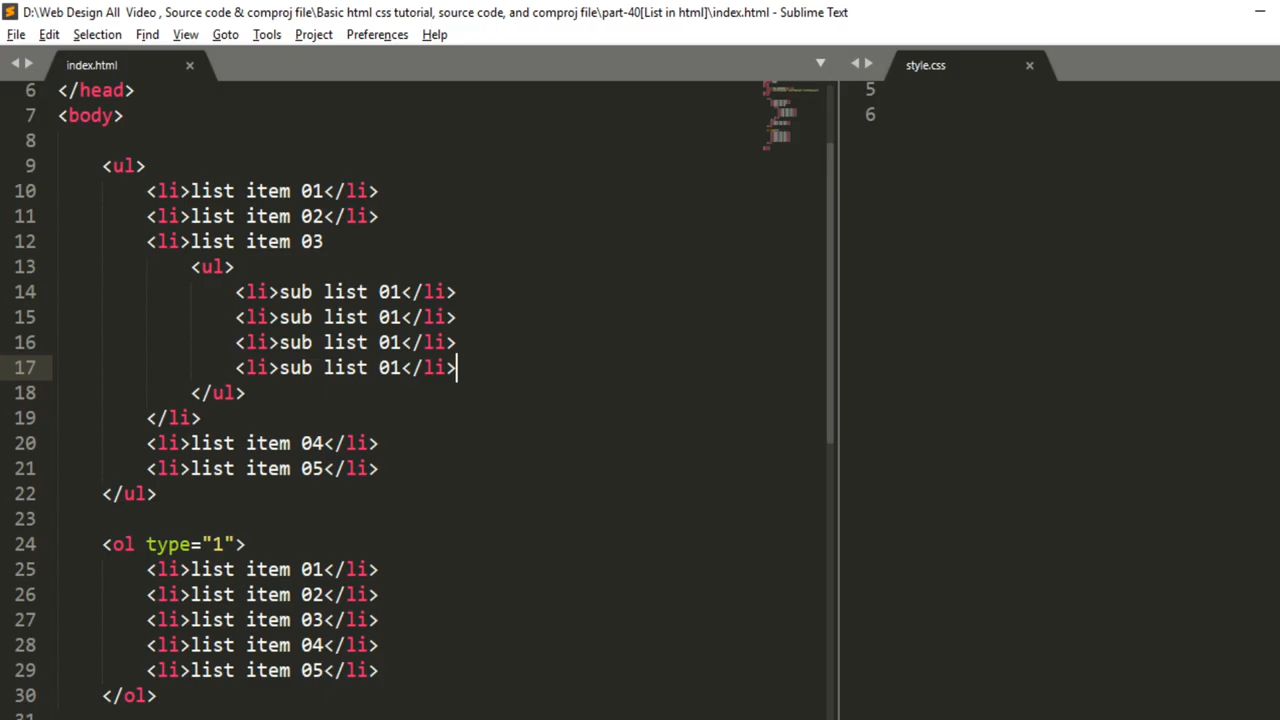 D:\Web Design All  Video , Source code & comproj file\Basic html css tutorial, source code, and comproj file\part-40[List in html]\index.html - Sublime Text
File Edit Selection Find View Goto Tools Project Preferences Help
index.html
style.css
6 </head>
7 <body>
8
9 <ul>
10 <li>list item 01</li>
11 <li>list item 02</li>
12 <li>list item 03
13 <ul>
14 <li>sub list 01</li>
15 <li>sub list 01</li>
16 <li>sub list 01</li>
17 <li>sub list 01</li>
18 </ul>
19 </li>
20 <li>list item 04</li>
21 <li>list item 05</li>
22 </ul>
23
24 <ol type="1">
25 <li>list item 01</li>
26 <li>list item 02</li>
27 <li>list item 03</li>
28 <li>list item 04</li>
29 <li>list item 05</li>
30 </ol>
5
6